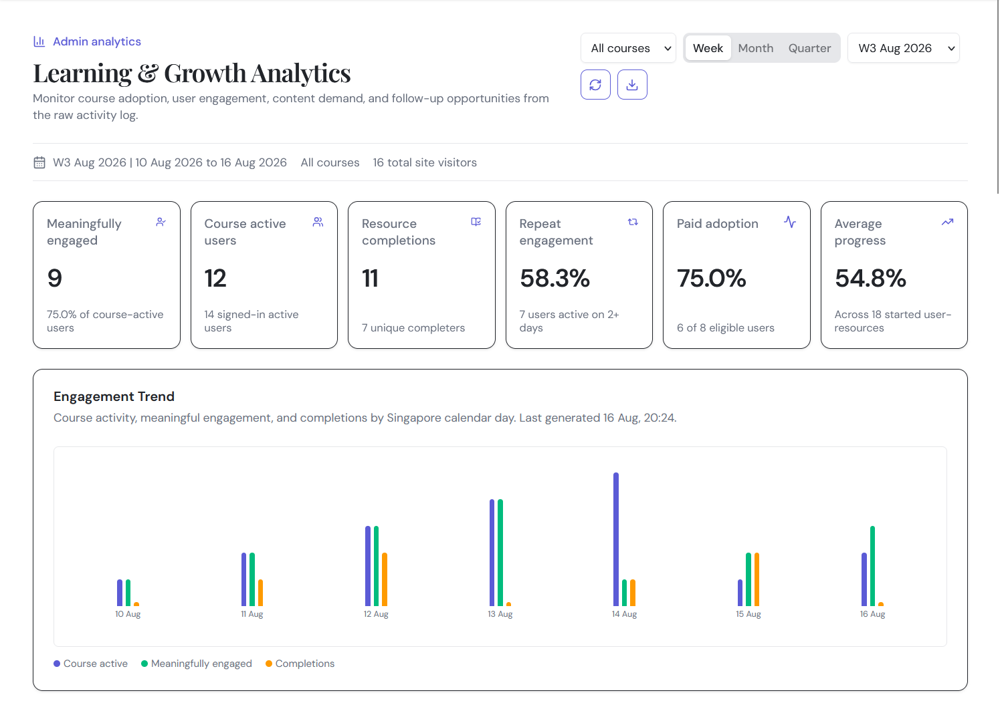 Admin analytics
Learning & Growth Analytics
Monitor course adoption, user engagement, content demand, and follow-up opportunities from
the raw activity log.
All courses
Week Month Quarter
W3 Aug 2026
W3 Aug 2026 | 10 Aug 2026 to 16 Aug 2026 All courses 16 total site visitors
Meaningfully
engaged
9
75.0% of course-active
users
Course active
users
12
14 signed-in active
users
Resource
completions
11
7 unique completers
Repeat
engagement
58.3%
7 users active on 2+
days
Paid adoption
75.0%
6 of 8 eligible users
Average
progress
54.8%
Across 18 started user-
resources
Engagement Trend
Course activity, meaningful engagement, and completions by Singapore calendar day. Last generated 16 Aug, 20:24.
10 Aug 11 Aug 12 Aug 13 Aug 14 Aug 15 Aug 16 Aug
Course active Meaningfully engaged Completions